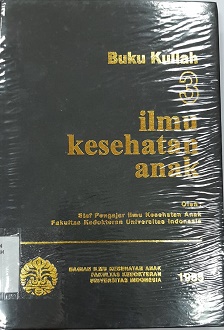 Buku Kuliah
3
ilmu
kesehatan
anak
Oleh:
Staf Pengajar Ilmu Kesehatan Anak
Fakultas Kedokteran Universitas Indonesia
BAGIAN ILMU KESEHATAN ANAK
FAKULTAS KEDOKTERAN
UNIVERSITAS INDONESIA
1985